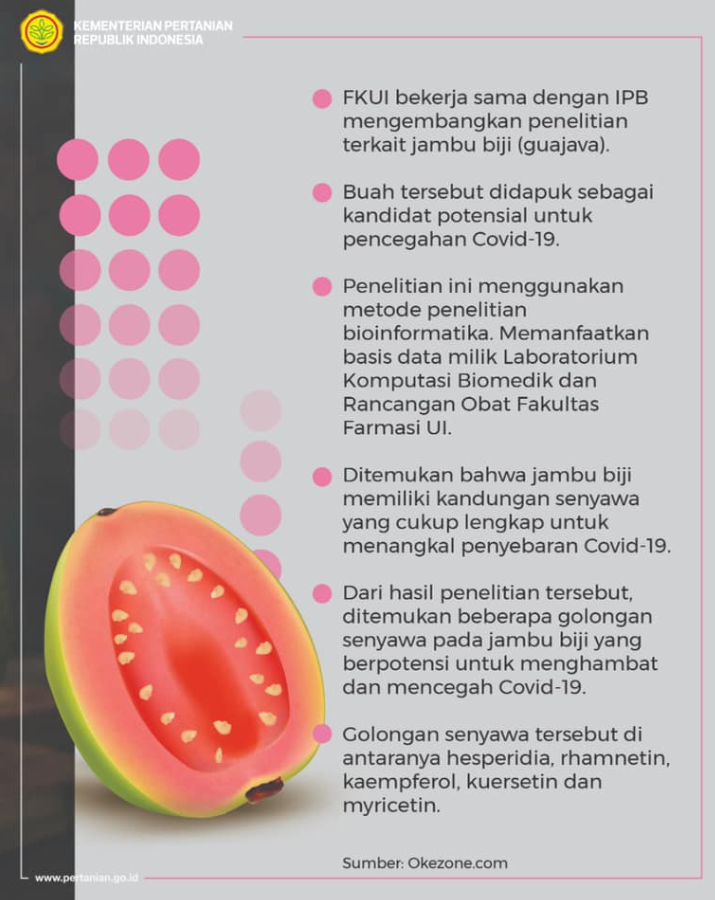 KEMENTERIAN PERTANIAN
REPUBLIK INDONESIA
FKUI bekerja sama dengan IPB
mengembangkan penelitian
terkait jambu biji (guajava).
Buah tersebut didapuk sebagai
kandidat potensial untuk
pencegahan Covid-19.
Penelitian ini menggunakan
metode penelitian
bioinformatika. Memanfaatkan
basis data milik Laboratorium
Komputasi Biomedik dan
Rancangan Obat Fakultas
Farmasi UI.
Ditemukan bahwa jambu biji
memiliki kandungan senyawa
yang cukup lengkap untuk
menangkal penyebaran Covid-19.
Dari hasil penelitian tersebut,
ditemukan beberapa golongan
senyawa pada jambu biji yang
berpotensi untuk menghambat
dan mencegah Covid-19.
Golongan senyawa tersebut di
antaranya hesperidia, rhamnetin,
kaempferol, kuersetin dan
myricetin.
Sumber: Okezone.com
www.pertanian.go.id